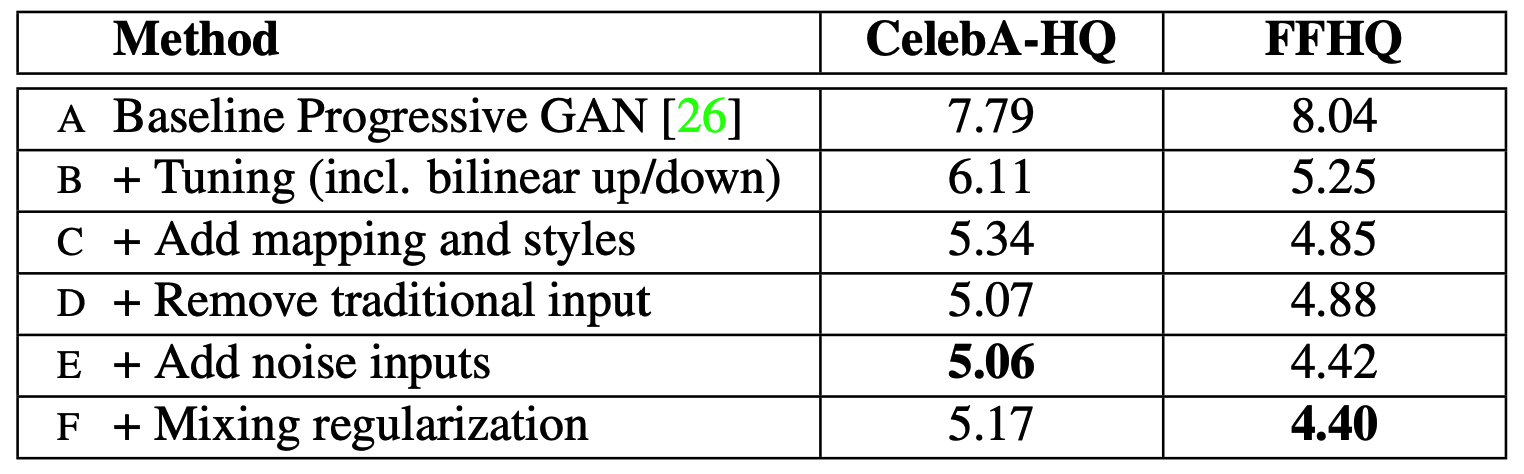 Method CelebA-HQ FFHQ
A Baseline Progressive GAN [26] 7.79 8.04
B + Tuning (incl. bilinear up/down) 6.11 5.25
C + Add mapping and styles 5.34 4.85
D + Remove traditional input 5.07 4.88
E + Add noise inputs 5.06 4.42
F + Mixing regularization 5.17 4.40